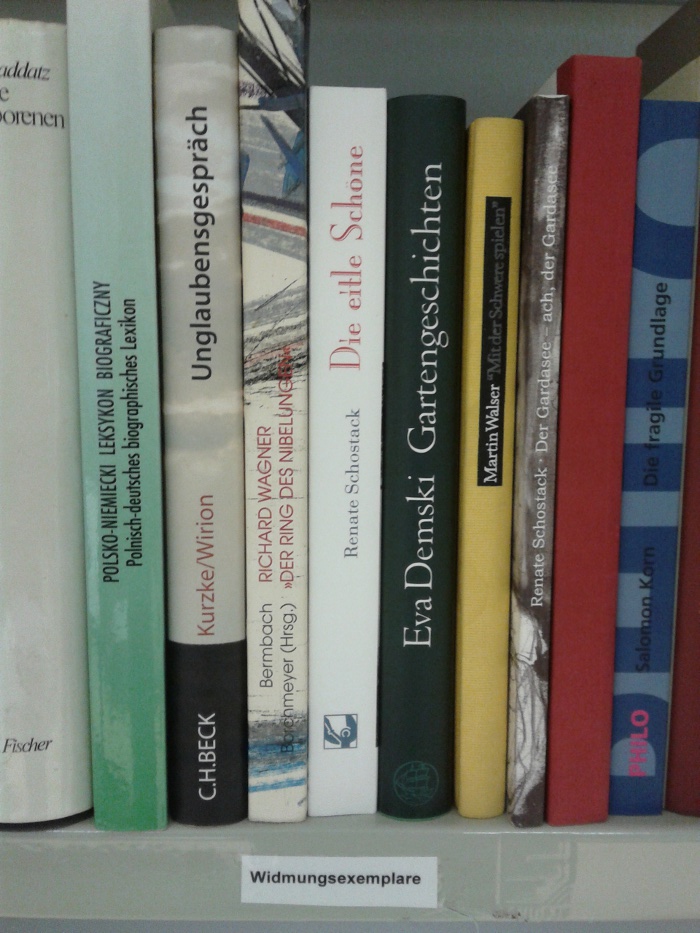 addatz
e
orenen
Fischer
POLSKO-NIEMIECKI LEKSYKON BIOGRAFICZNY
Polnisch-deutsches biographisches Lexikon
Kurzke/Wirion Unglaubensgespräch
C.H.BECK
Bermbach RICHARD WAGNER
Borchmeyer (Hrsg.) »DER RING DES NIBELUNGEN«
Renate Schostack Die eitle Schöne
Eva Demski Gartengeschichten
Martin Walser "Mit der Schwere spielen"
Renate Schostack Der Gardasee – ach, der Gardasee
PHILO Salomon Korn Die fragile Grundlage
Widmungsexemplare